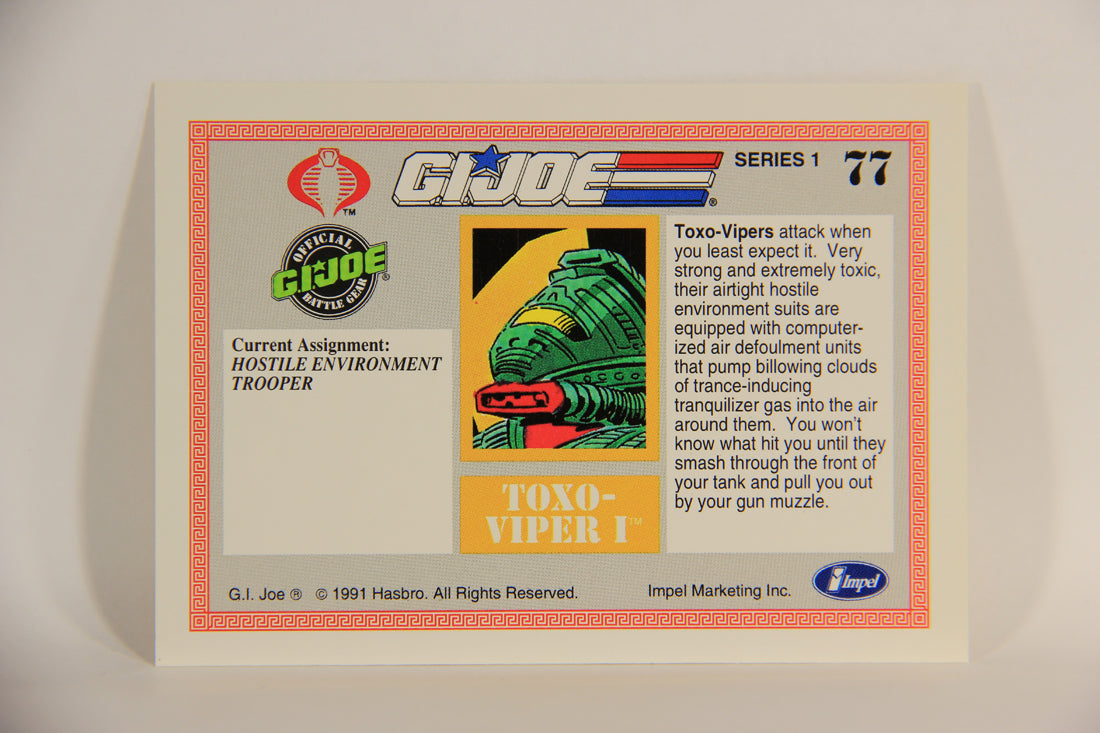 G.I.JOE ®
SERIES 1
77
TM
OFFICIAL
G.I.JOE ®
BATTLE GEAR
Current Assignment:
HOSTILE ENVIRONMENT
TROOPER
TOXO-
VIPER I™
Toxo-Vipers attack when
you least expect it. Very
strong and extremely toxic,
their airtight hostile
environment suits are
equipped with computer-
ized air defoulment units
that pump billowing clouds
of trance-inducing
tranquilizer gas into the air
around them. You won't
know what hit you until they
smash through the front of
your tank and pull you out
by your gun muzzle.
G.I. Joe ® © 1991 Hasbro. All Rights Reserved.
Impel Marketing Inc.
Impel